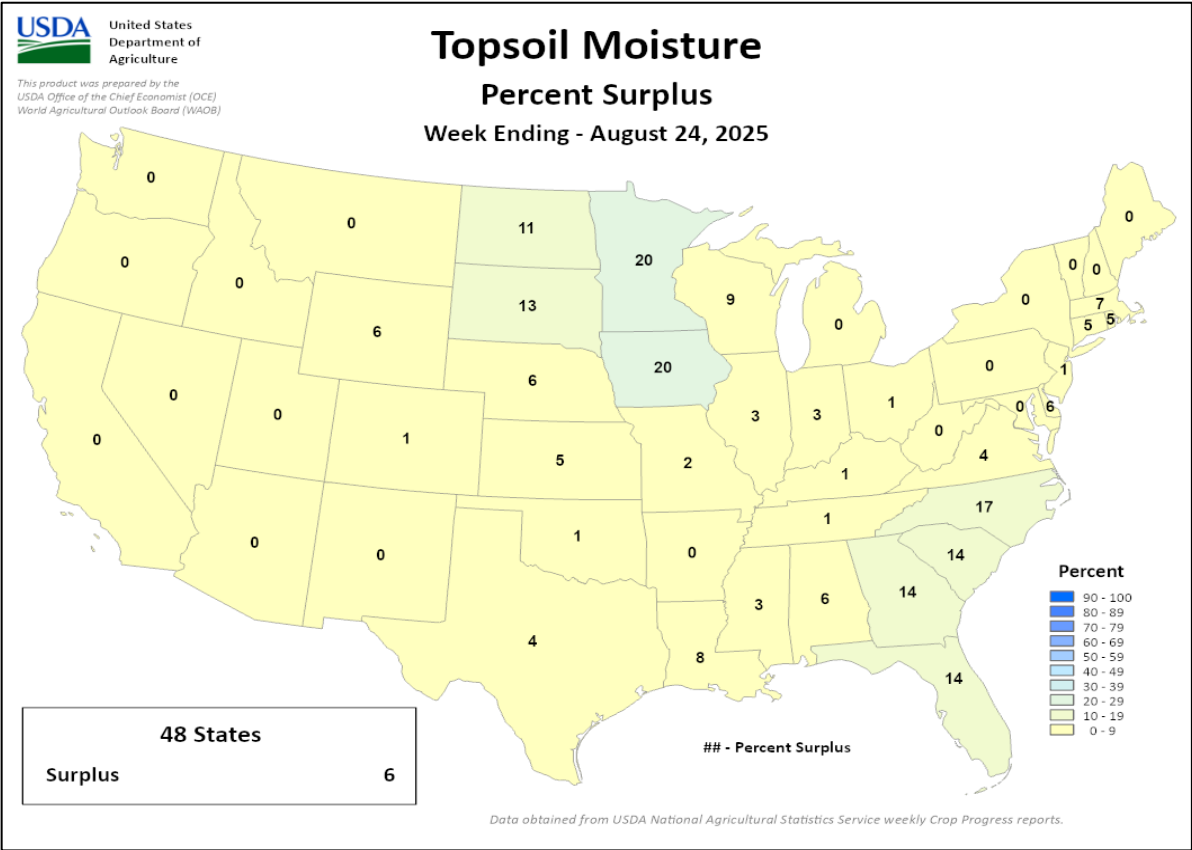 USDA
United States
Department of
Agriculture
This product was prepared by the
USDA Office of the Chief Economist (OCE)
World Agricultural Outlook Board (WAOB)
Topsoil Moisture
Percent Surplus
Week Ending - August 24, 2025
0
0
11
20
0
0
0
13
6
9
0
0
0
0
7
5
5
0
0
0
1
6
20
0
1
0
6
3
3
1
0
6
0
4
5
2
1
17
0
0
1
0
1
14
4
8
3
6
14
14
Percent
90 - 100
80 - 89
70 - 79
60 - 69
50 - 59
40 - 49
30 - 39
20 - 29
10 - 19
0 - 9
48 States
Surplus 6
## - Percent Surplus
Data obtained from USDA National Agricultural Statistics Service weekly Crop Progress reports.